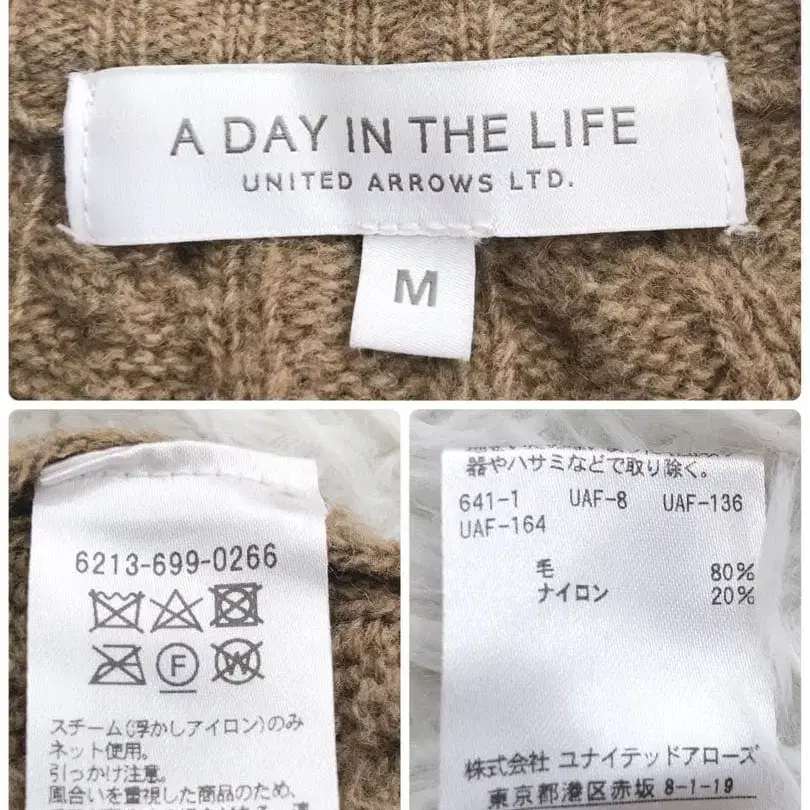 A DAY IN THE LIFE
UNITED ARROWS LTD.
M
6213-699-0266
F
W
スチーム(浮かしアイロン)のみ
ネット使用。
引っかけ注意。
風合いを重視した商品のため、
器やハサミなどで取り除く。
641-1 UAF-8 UAF-136
UAF-164
毛 80%
ナイロン 20%
株式会社 ユナイテッドアローズ
東京都港区赤坂 8-1-19